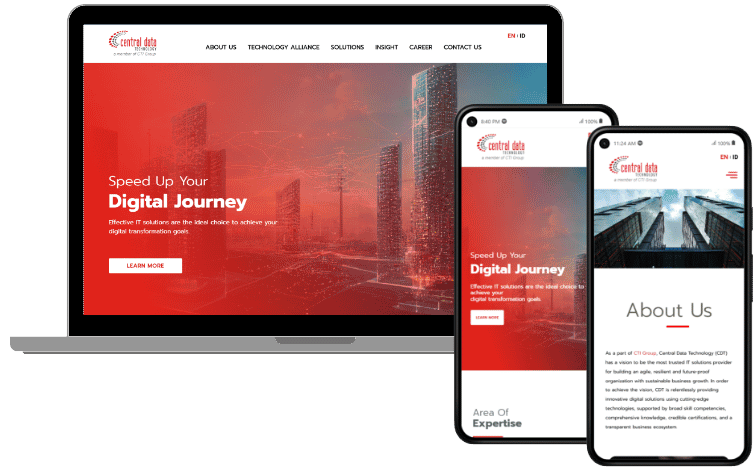 central data
TECHNOLOGY
a member of CTI Group
EN | ID
ABOUT US TECHNOLOGY ALLIANCE SOLUTIONS INSIGHT CAREER CONTACT US
Speed Up Your
Digital Journey
Effective IT solutions are the ideal choice to achieve your
digital transformation goals
LEARN MORE
5:40 PM 100%
central data
TECHNOLOGY
a member of CTI Group
Speed Up Your
Digital Journey
Effective IT solutions are the ideal choice to
achieve your
digital transformation goals
LEARN MORE
Area Of
Expertise
11:24 AM 100%
EN | ID
central data
TECHNOLOGY
a member of CTI Group
About Us
As a part of CTI Group, Central Data Technology (CDT)
has a vision to be the most trusted IT solutions provider
for building an agile, resilient and future-proof
organisation with sustainable business growth. In order
to achieve the vision, CDT is relentlessly providing
innovative digital solutions using cutting-edge
technologies, supported by broad skill competencies,
comprehensive knowledge, credible certifications, and a
transparent business ecosystem